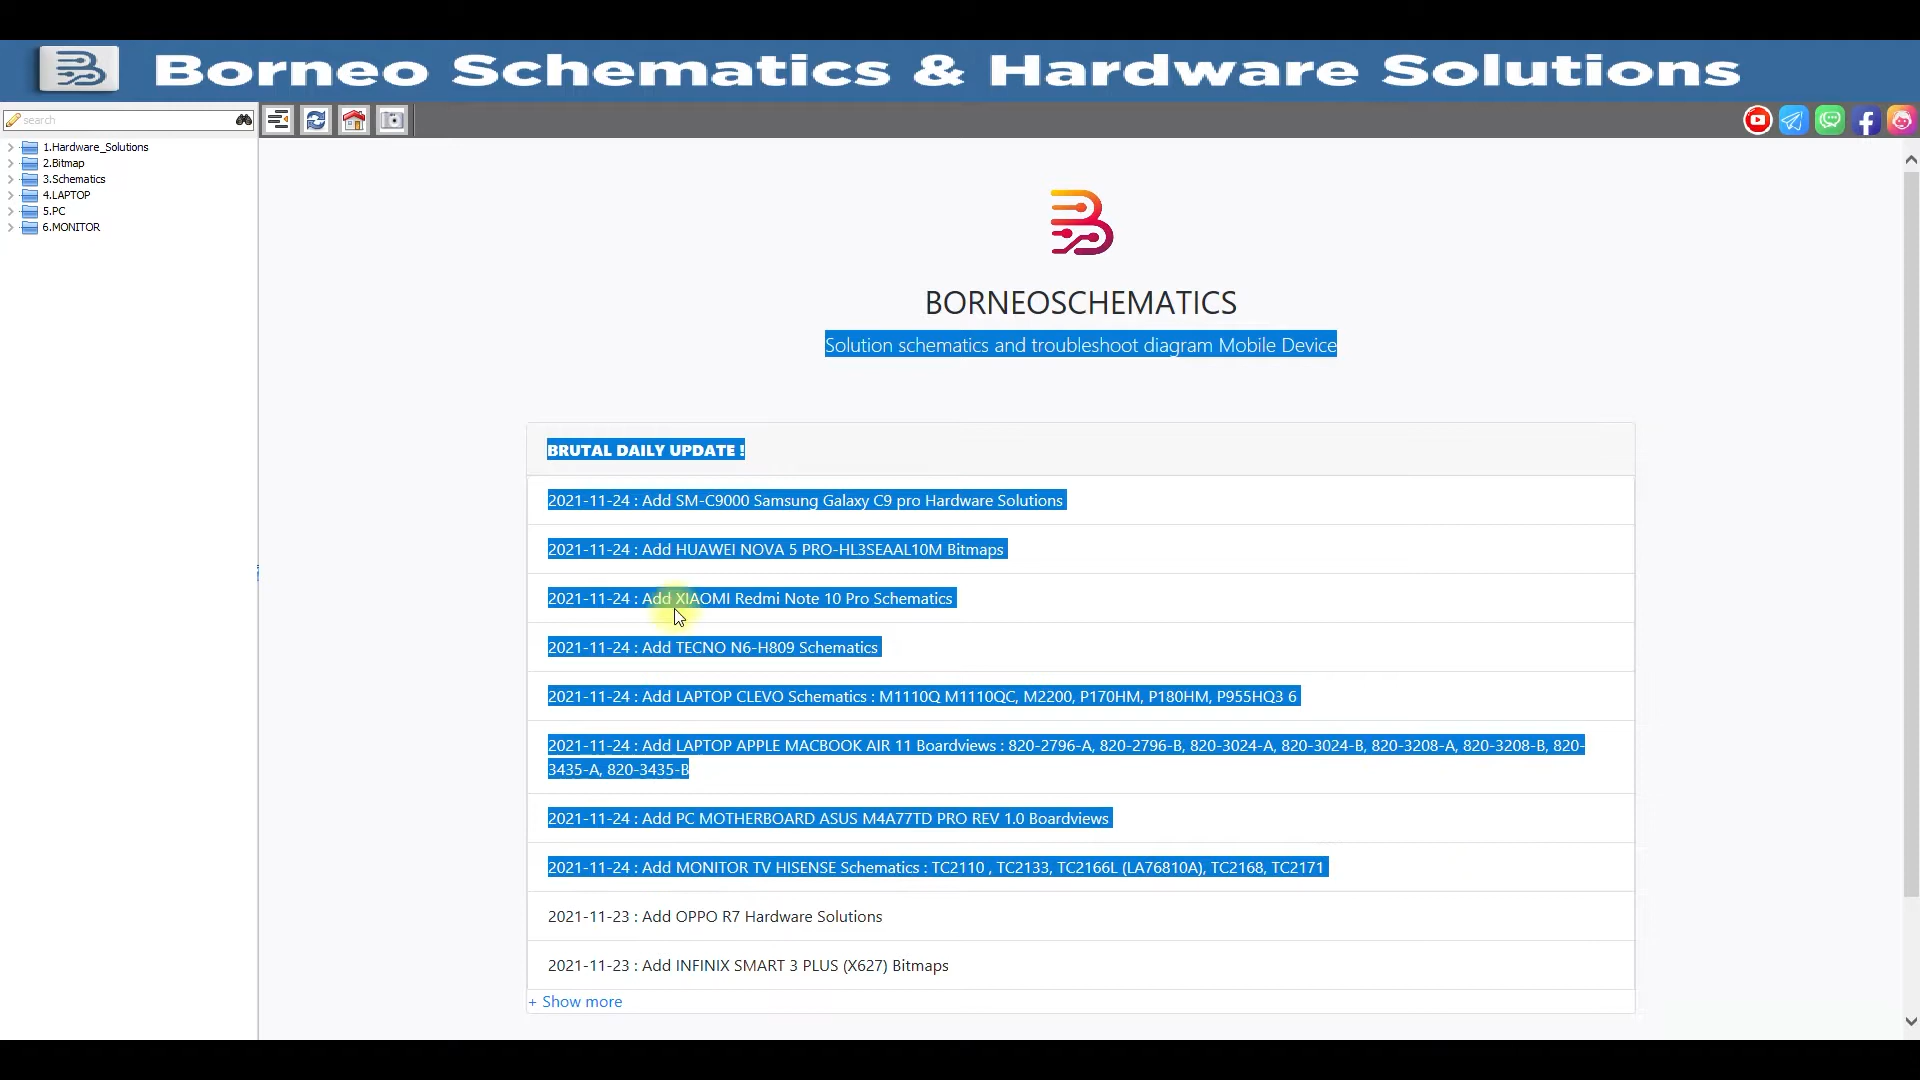 Borneo Schematics & Hardware Solutions
search
1.Hardware_Solutions
2.Bitmap
3.Schematics
4.LAPTOP
5.PC
6.MONITOR
BORNEOSCHEMATICS
Solution schematics and troubleshoot diagram Mobile Device
BRUTAL DAILY UPDATE !
2021-11-24 : Add SM-C9000 Samsung Galaxy C9 pro Hardware Solutions
2021-11-24 : Add HUAWEI NOVA 5 PRO-HL3SEAAL10M Bitmaps
2021-11-24 : Add XIAOMI Redmi Note 10 Pro Schematics
2021-11-24 : Add TECNO N6-H809 Schematics
2021-11-24 : Add LAPTOP CLEVO Schematics : M1110Q M1110QC, M2200, P170HM, P180HM, P955HQ3 6
2021-11-24 : Add LAPTOP APPLE MACBOOK AIR 11 Boardviews : 820-2796-A, 820-2796-B, 820-3024-A, 820-3024-B, 820-3208-A, 820-3208-B, 820-
3435-A, 820-3435-B
2021-11-24 : Add PC MOTHERBOARD ASUS M4A77TD PRO REV 1.0 Boardviews
2021-11-24 : Add MONITOR TV HISENSE Schematics : TC2110 , TC2133, TC2166L (LA76810A), TC2168, TC2171
2021-11-23 : Add OPPO R7 Hardware Solutions
2021-11-23 : Add INFINIX SMART 3 PLUS (X627) Bitmaps
+ Show more